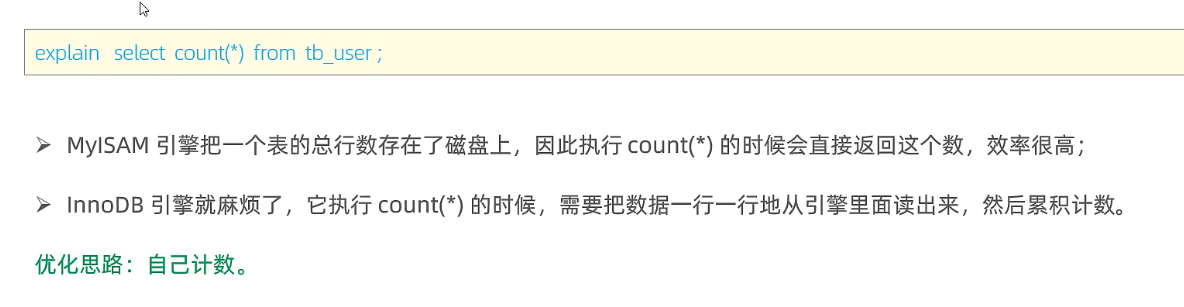 explain select count(*) from tb_user ;
➢ MyISAM 引擎把一个表的总行数存在了磁盘上，因此执行 count(*) 的时候会直接返回这个数，效率很高；
➢ InnoDB 引擎就麻烦了，它执行 count(*) 的时候，需要把数据一行一行地从引擎里面读出来，然后累积计数。
优化思路：自己计数。